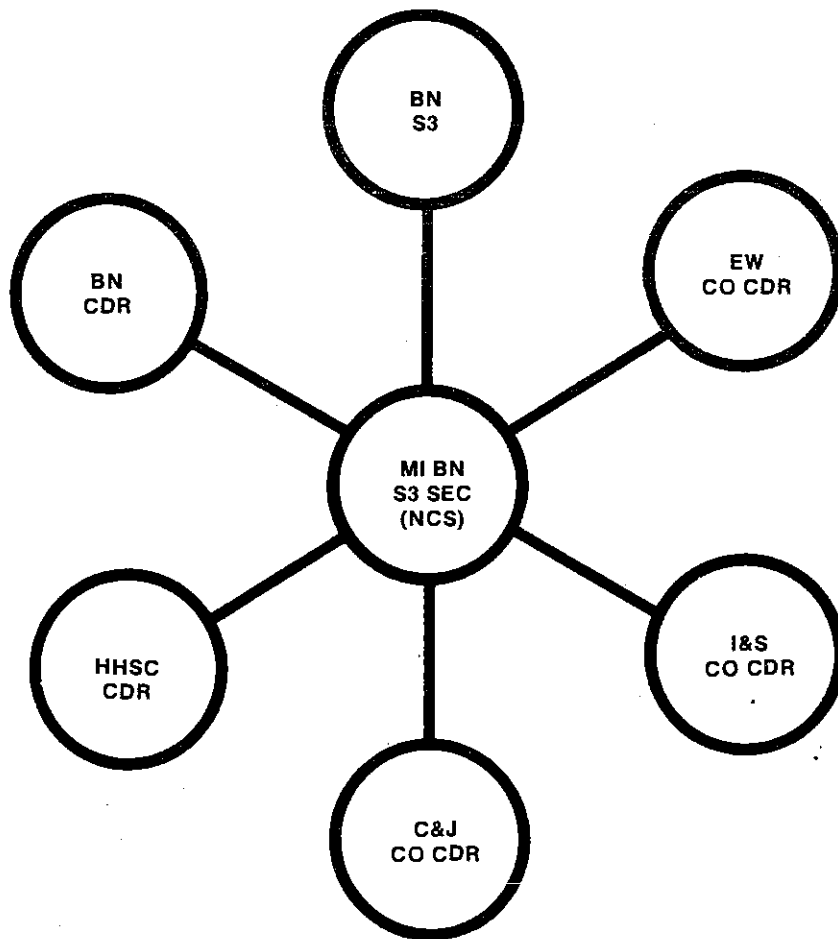 BN
S3
BN
CDR
EW
CO CDR
MI BN
S3 SEC
(NCS)
HHSC
CDR
I&S
CO CDR
C&J
CO CDR